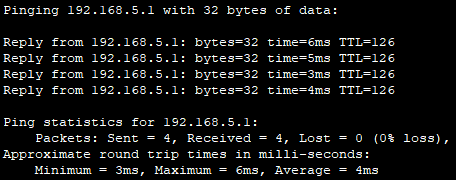 Pinging 192.168.5.1 with 32 bytes of data:
Reply from 192.168.5.1: bytes=32 time=6ms TTL=126
Reply from 192.168.5.1: bytes=32 time=5ms TTL=126
Reply from 192.168.5.1: bytes=32 time=3ms TTL=126
Reply from 192.168.5.1: bytes=32 time=4ms TTL=126
Ping statistics for 192.168.5.1:
Packets: Sent = 4, Received = 4, Lost = 0 (0% loss),
Approximate round trip times in milli-seconds:
Minimum = 3ms, Maximum = 6ms, Average = 4ms